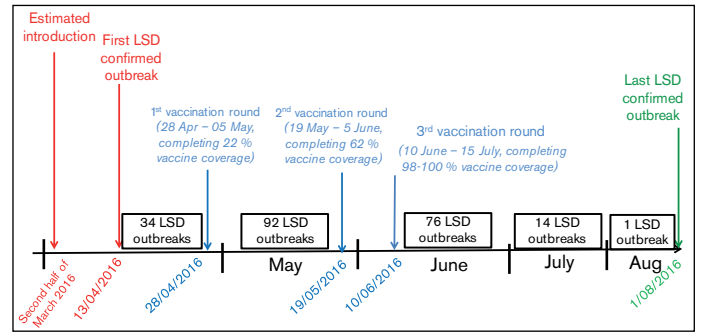 Estimated
introduction
First LSD
confirmed
outbreak
1st vaccination round
(28 Apr – 05 May,
completing 22 %
vaccine coverage)
2nd vaccination round
(19 May – 5 June,
completing 62 %
vaccine coverage)
3rd vaccination round
(10 June – 15 July, completing
98-100 % vaccine coverage)
Last LSD
confirmed
outbreak
34 LSD
outbreaks
92 LSD
outbreaks
76 LSD
outbreaks
14 LSD
outbreaks
1 LSD
outbreak
May
June
July
Aug
Second half of
March 2016
13/04/2016
28/04/2016
19/05/2016
10/06/2016
1/08/2016